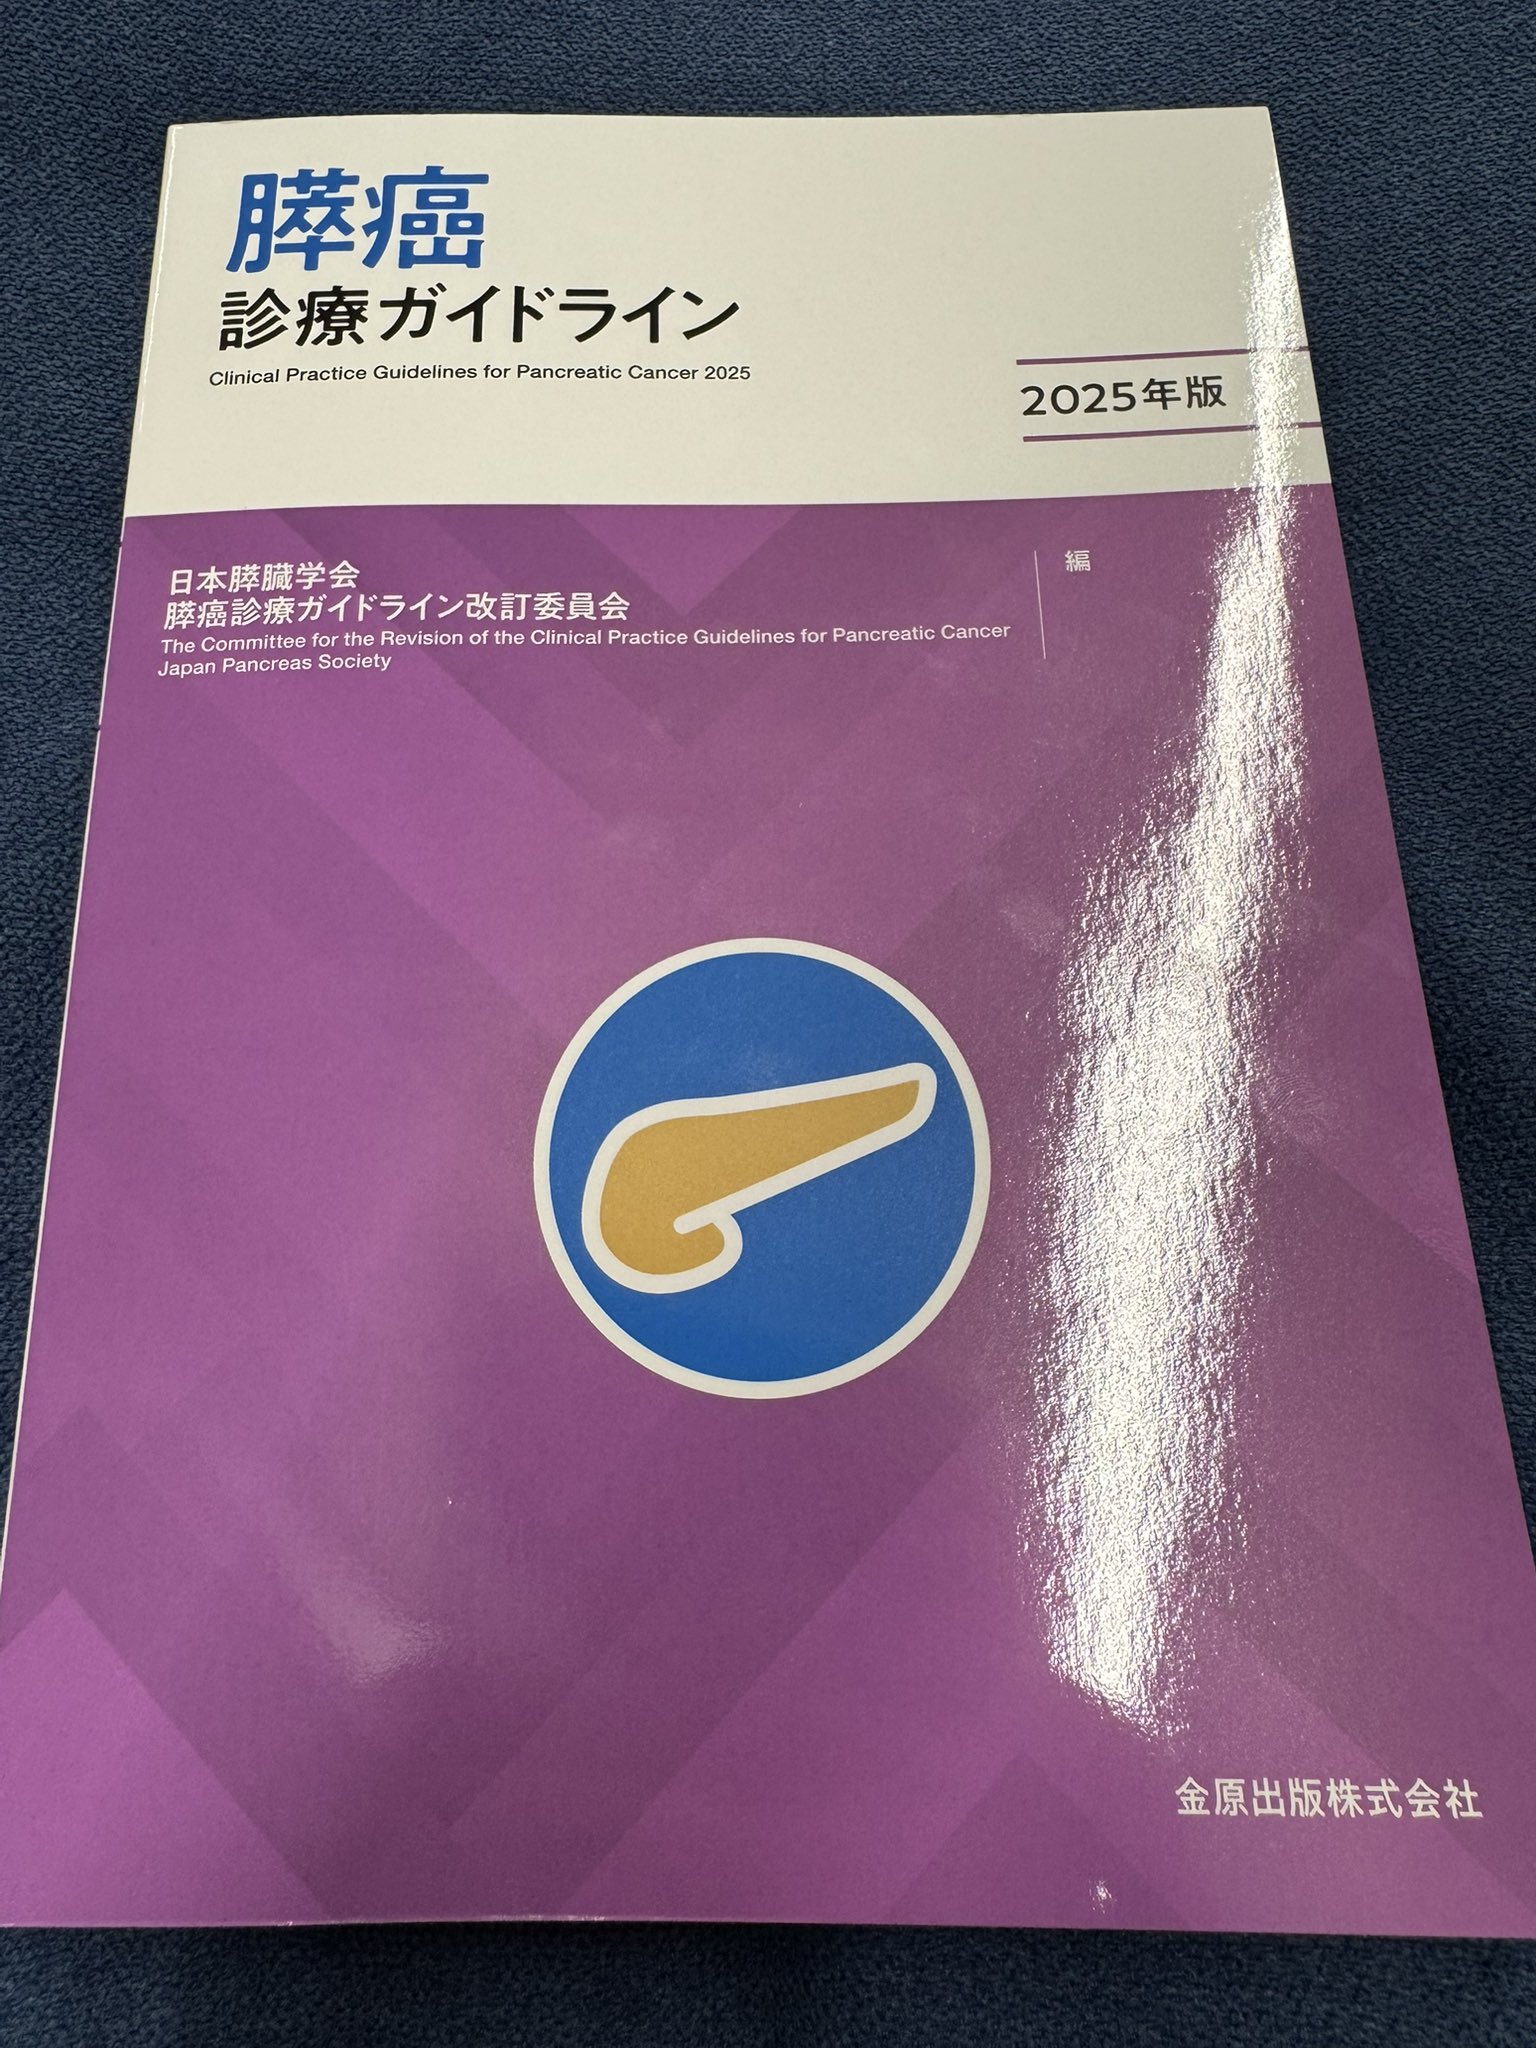 膵癌
診療ガイドライン
Clinical Practice Guidelines for Pancreatic Cancer 2025
2025年版
日本膵臓学会
膵癌診療ガイドライン改訂委員会
The Committee for the Revision of the Clinical Practice Guidelines for Pancreatic Cancer
Japan Pancreas Society
編
金原出版株式会社